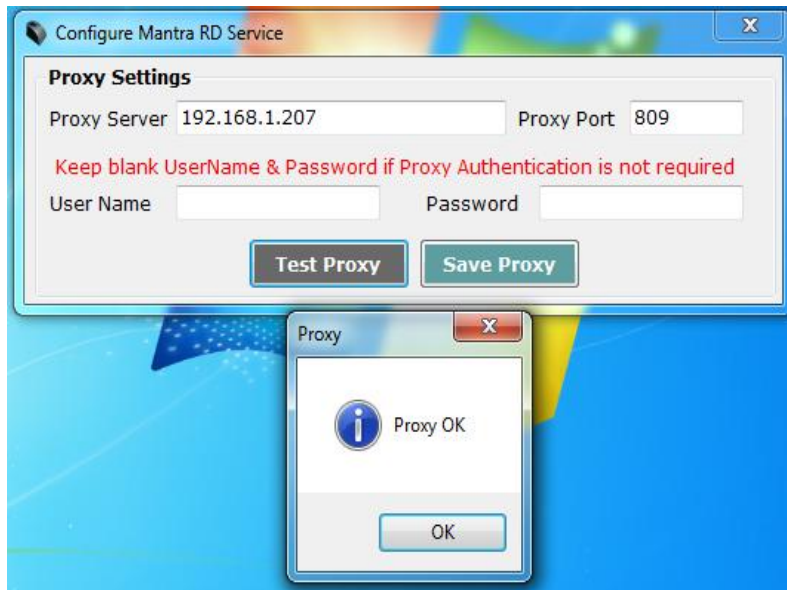 Configure Mantra RD Service
Proxy Settings
Proxy Server 192.168.1.207 Proxy Port 809
Keep blank UserName & Password if Proxy Authentication is not required
User Name Password
Test Proxy Save Proxy
Proxy
Proxy OK
OK